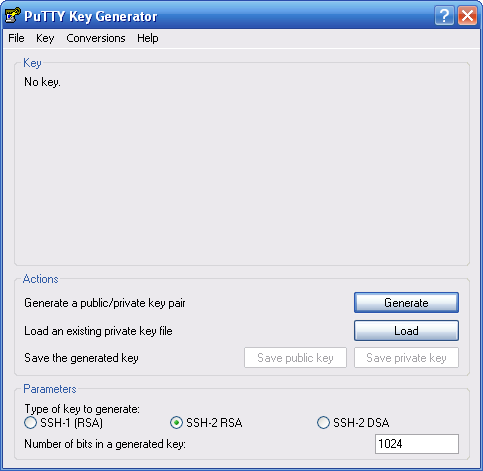 PuTTY Key Generator
File Key Conversions Help
Key
No key.
Actions
Generate a public/private key pair Generate
Load an existing private key file Load
Save the generated key Save public key Save private key
Parameters
Type of key to generate:
SSH-1 (RSA) SSH-2 RSA SSH-2 DSA
Number of bits in a generated key: 1024